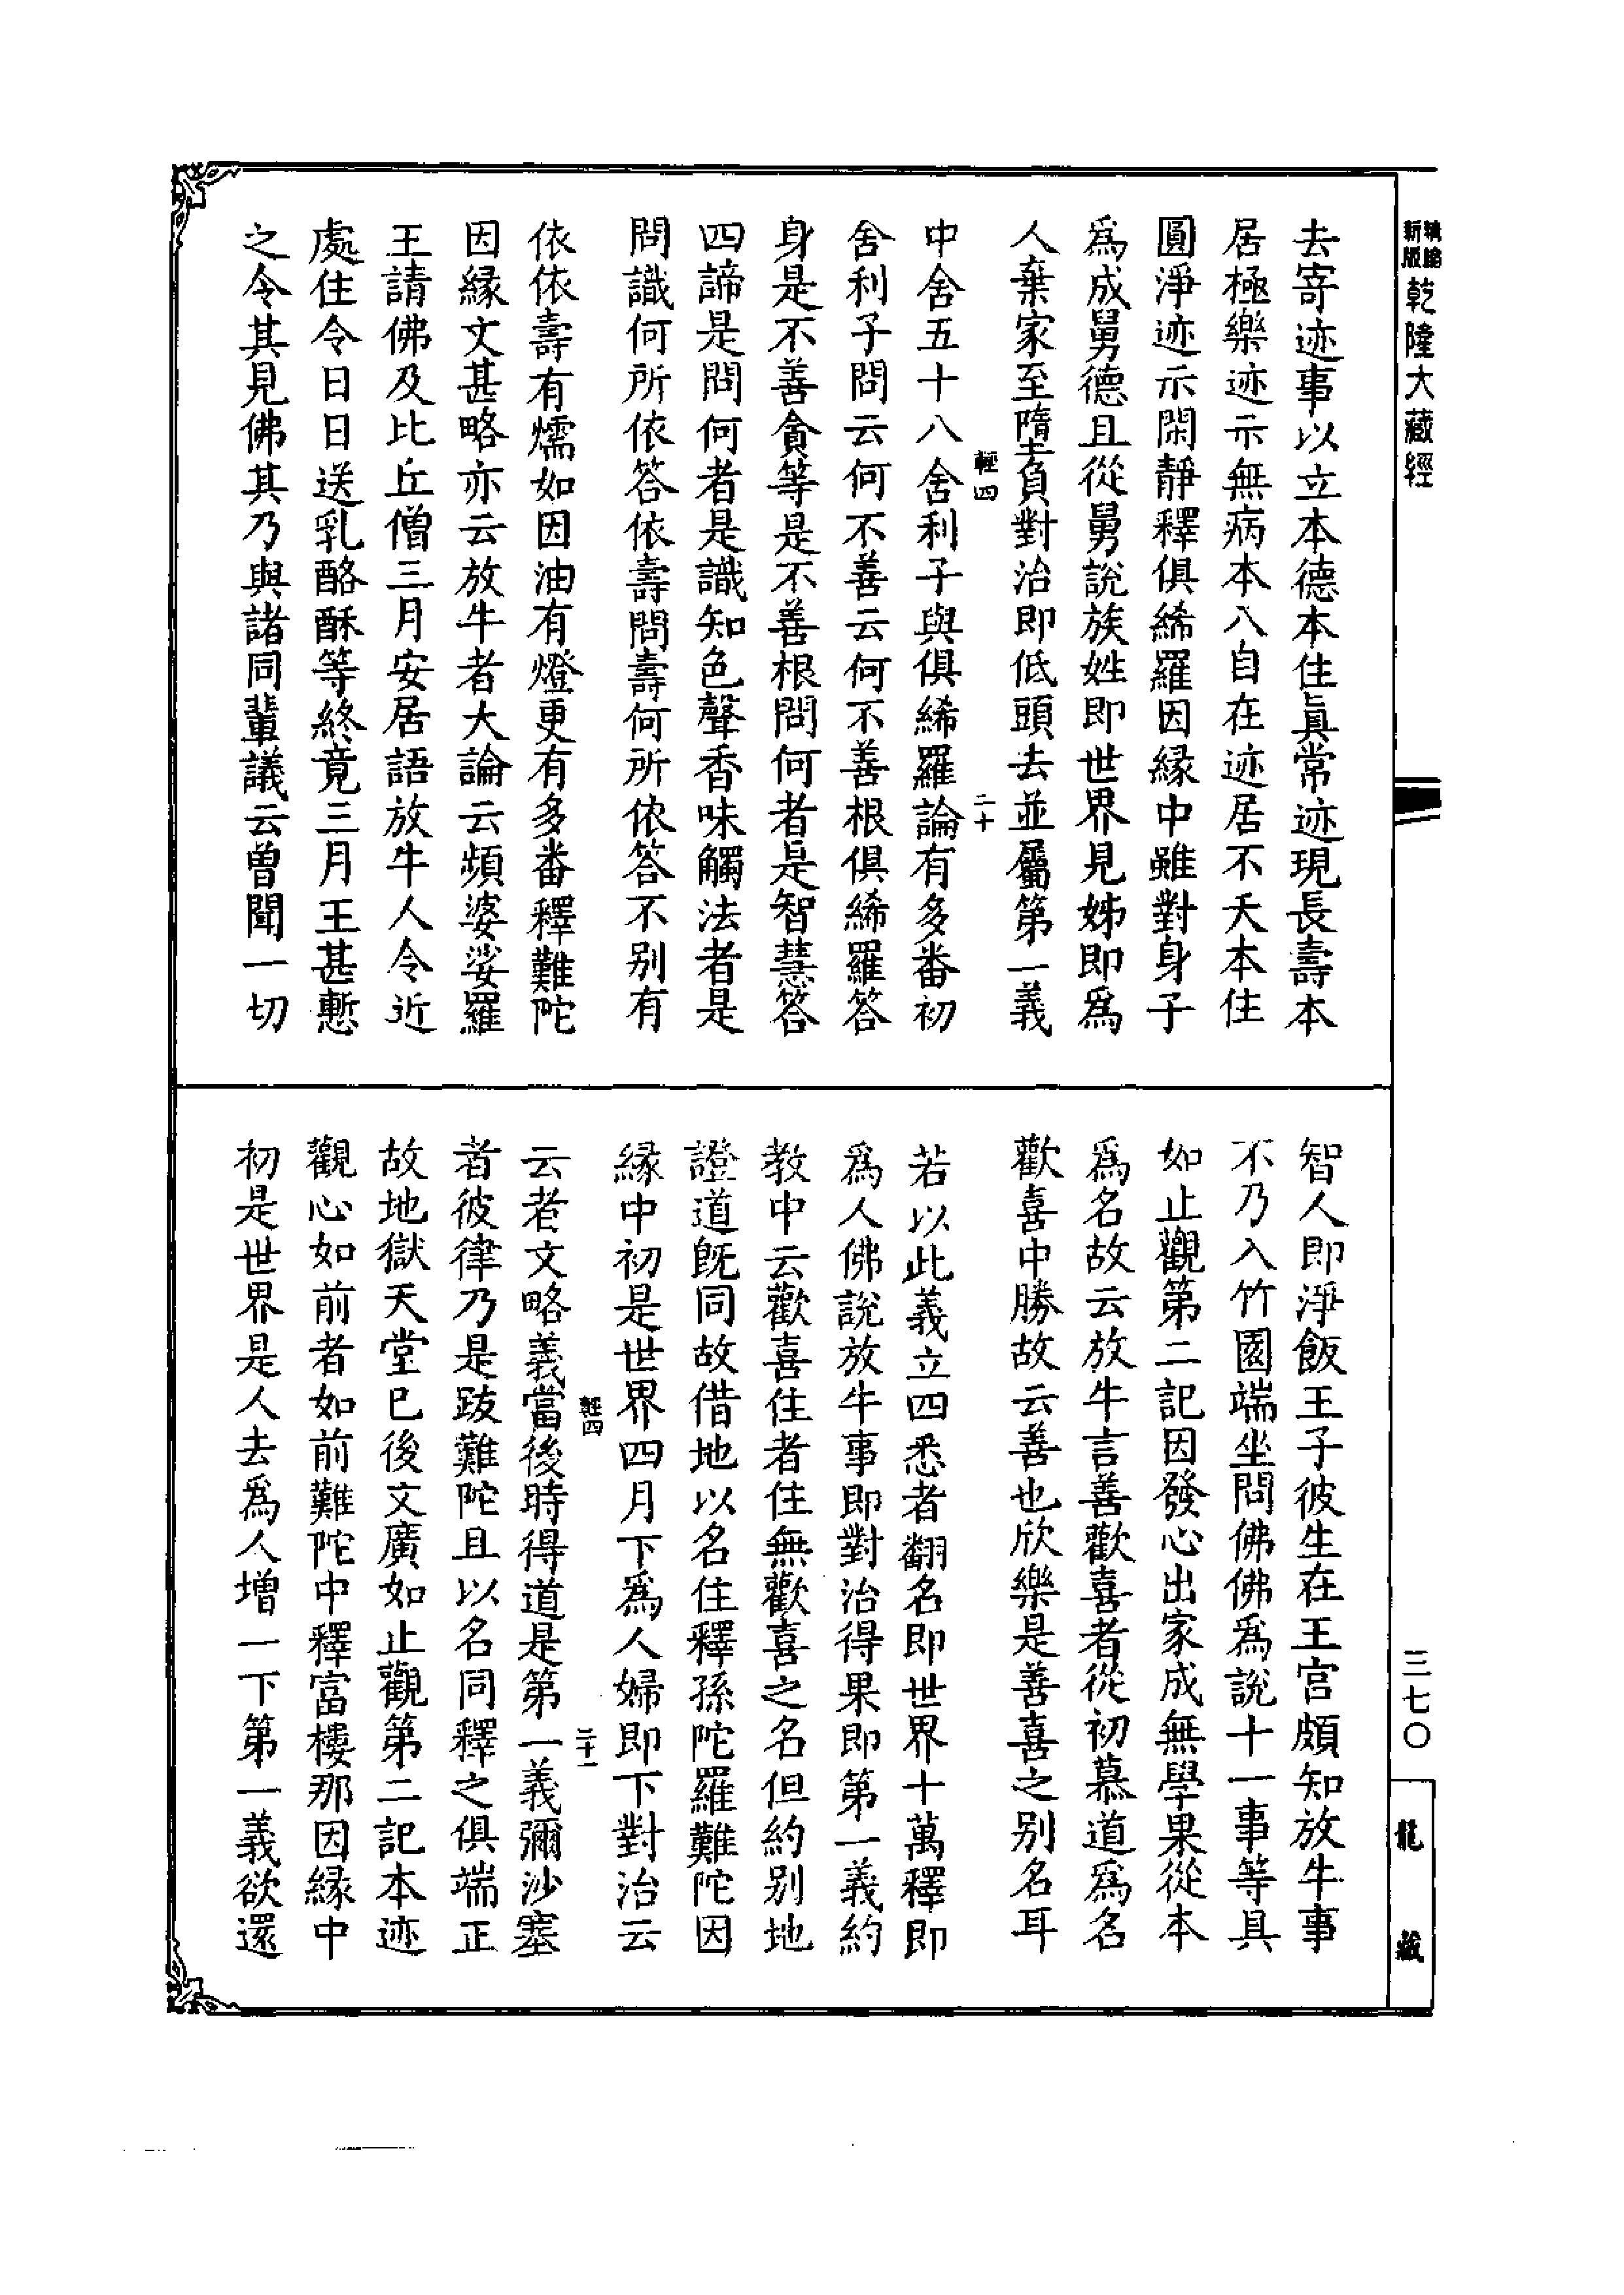 乾隆大藏經
去寄迹事以立本德本住眞常迹現長壽本
居極樂迹示無病本八自在迹居不夭本住
圓淨迹示閑靜釋俱絺羅因緣中雖對身子
爲成舅德且從舅說族姓即世界見姊即爲
人棄家至隋去負對治即低頭去並屬第一義
輕四
二十
中舍五十八舍利子與俱絺羅論有多番初
舍利子問云何不善云何不善根俱絺羅答
身是不善貪等是不善根問何者是智慧答
四諦是問何者是識知色聲香味觸法者是
問識何所依答依壽問壽何所依答不別有
依依壽有燸如因油有燈更有多番釋難陀
因緣文甚略亦云放牛者大論云頻婆娑羅
王請佛及比丘僧三月安居語放牛人令近
處住令日日送乳酪酥等終竟三月王甚慙
之令其見佛其乃與諸同輩議云曾聞一切
智人即淨飯王子彼生在王宮頗知放牛事
不乃入竹園端坐問佛佛爲說十一事等具
如止觀第二記因發心出家成無學果從本
爲名故云放牛言善歡喜者從初慕道爲名
歡喜中勝故云善也欣樂是善喜之別名耳
若以此義立四悉者翻名即世界十萬釋即
爲人佛說放牛事即對治得果即第一義約
教中云歡喜住者住無歡喜之名但約別地
證道旣同故借地以名住釋孫陀羅難陀因
緣中初是世界四月下爲人婦即下對治云
輕四
二十一
云者文略義當後時得道是第一義彌沙塞
者彼律乃是跋難陀且以名同釋之俱端正
故地獄天堂已後文廣如止觀第二記本迹
觀心如前者如前難陀中釋富樓那因緣中
初是世界是人去爲人增一下第一義欲還
三七〇
龍藏